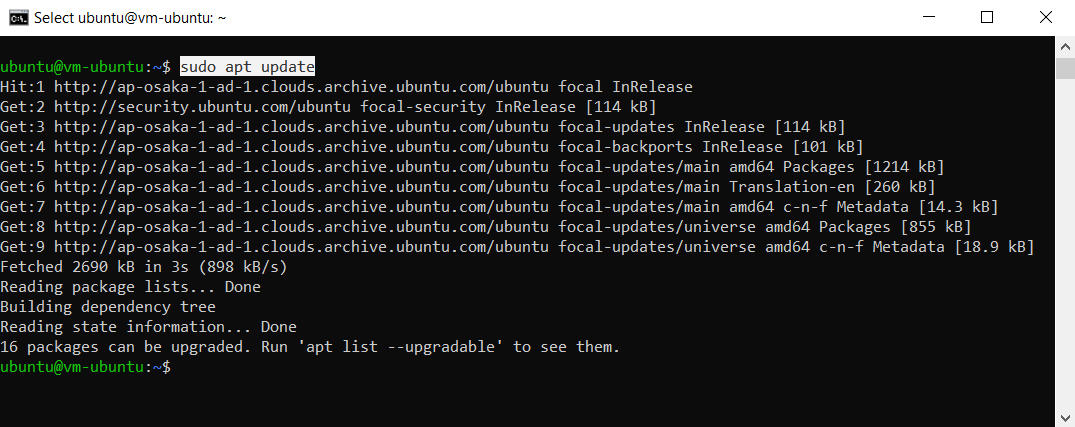 Select ubuntu@vm-ubuntu: ~
ubuntu@vm-ubuntu:~$ sudo apt update
Hit:1 http://ap-osaka-1-ad-1.clouds.archive.ubuntu.com/ubuntu focal InRelease
Get:2 http://security.ubuntu.com/ubuntu focal-security InRelease [114 kB]
Get:3 http://ap-osaka-1-ad-1.clouds.archive.ubuntu.com/ubuntu focal-updates InRelease [114 kB]
Get:4 http://ap-osaka-1-ad-1.clouds.archive.ubuntu.com/ubuntu focal-backports InRelease [101 kB]
Get:5 http://ap-osaka-1-ad-1.clouds.archive.ubuntu.com/ubuntu focal-updates/main amd64 Packages [1214 kB]
Get:6 http://ap-osaka-1-ad-1.clouds.archive.ubuntu.com/ubuntu focal-updates/main Translation-en [260 kB]
Get:7 http://ap-osaka-1-ad-1.clouds.archive.ubuntu.com/ubuntu focal-updates/main amd64 c-n-f Metadata [14.3 kB]
Get:8 http://ap-osaka-1-ad-1.clouds.archive.ubuntu.com/ubuntu focal-updates/universe amd64 Packages [855 kB]
Get:9 http://ap-osaka-1-ad-1.clouds.archive.ubuntu.com/ubuntu focal-updates/universe amd64 c-n-f Metadata [18.9 kB]
Fetched 2690 kB in 3s (898 kB/s)
Reading package lists... Done
Building dependency tree
Reading state information... Done
16 packages can be upgraded. Run 'apt list --upgradable' to see them.
ubuntu@vm-ubuntu:~$